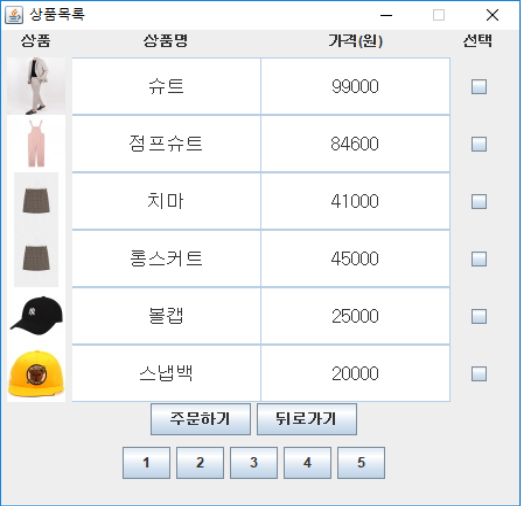 상품목록
상품 상품명 가격(원) 선택
슈트 99000
점프슈트 84600
치마 41000
롱스커트 45000
볼캡 25000
스냅백 20000
주문하기 뒤로가기
1 2 3 4 5